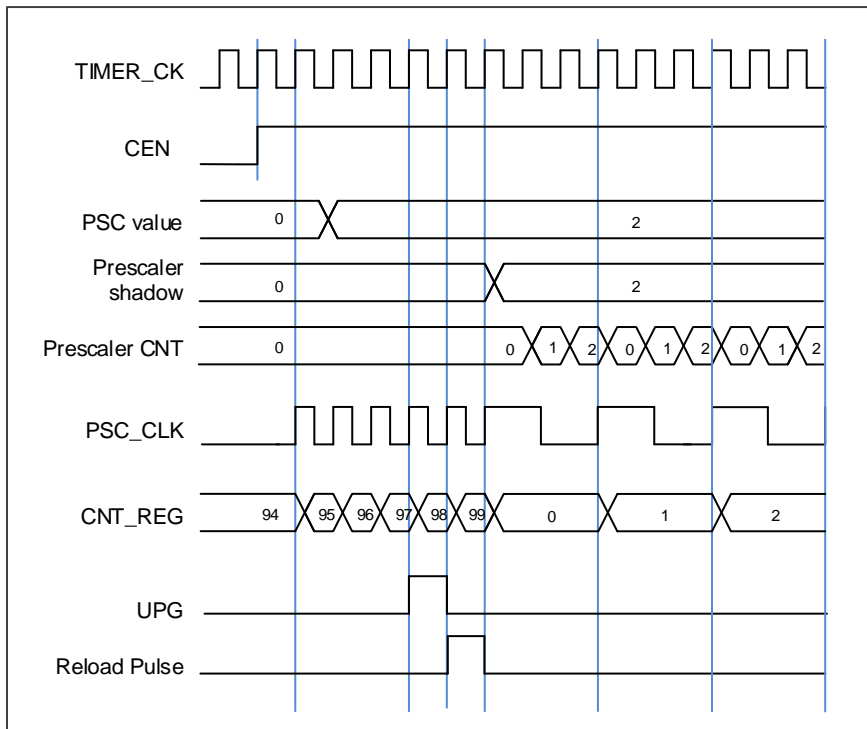 TIMER_CK
CEN
PSC value 0 2
Prescaler
shadow 0 2
Prescaler CNT 0 0 1 2 0 1 2 0 1 2
PSC_CLK
CNT_REG 94 95 96 97 98 99 0 1 2
UPG
Reload Pulse